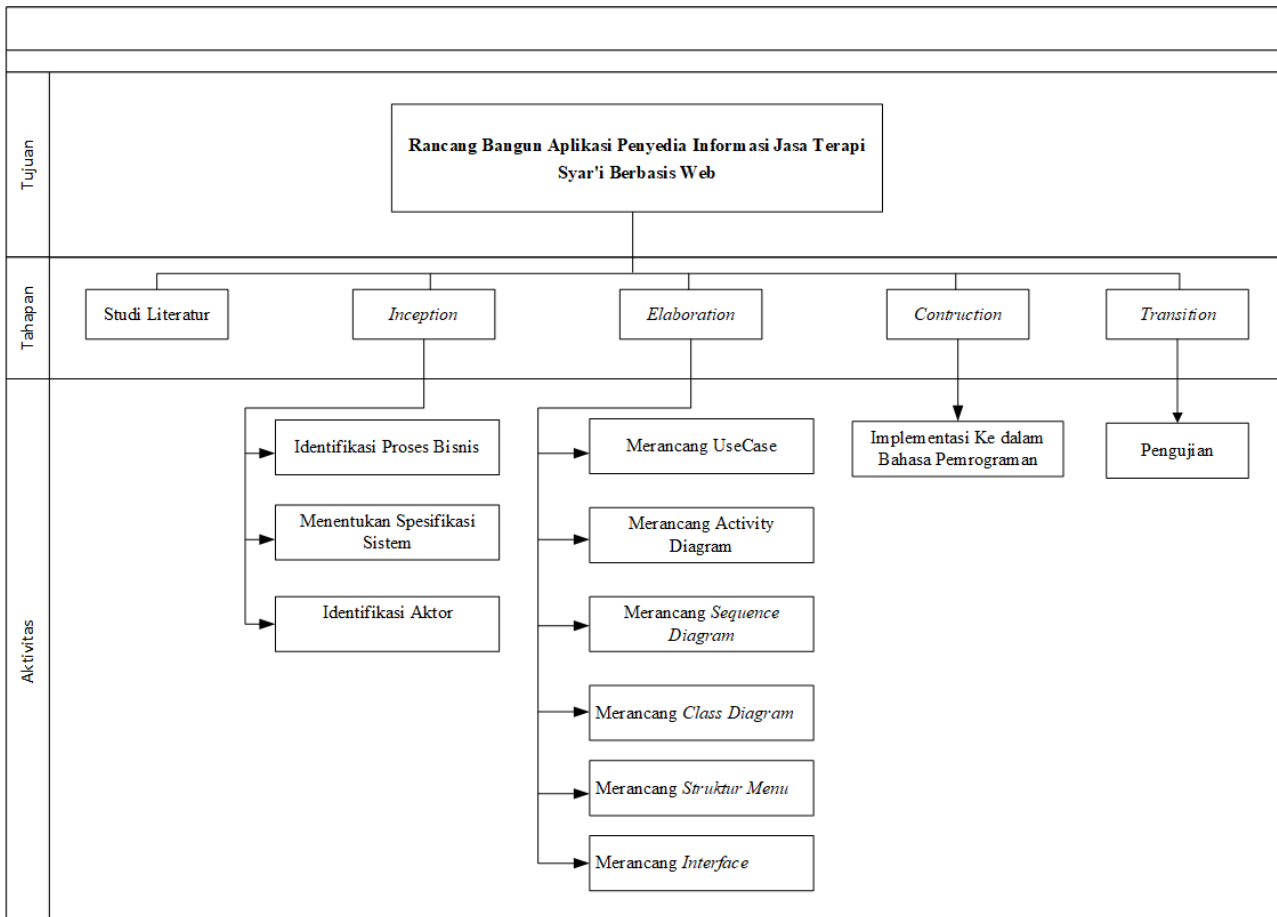 Tujuan
Rancang Bangun Aplikasi Penyedia Informasi Jasa Terapi
Syar'i Berbasis Web
Tahapan
Studi Literatur
Inception
Elaboration
Contruction
Transition
Aktivitas
Identifikasi Proses Bisnis
Menentukan Spesifikasi
Sistem
Identifikasi Aktor
Merancang UseCase
Merancang Activity
Diagram
Merancang Sequence
Diagram
Merancang Class Diagram
Merancang Struktur Menu
Merancang Interface
Implementasi Ke dalam
Bahasa Pemrograman
Pengujian